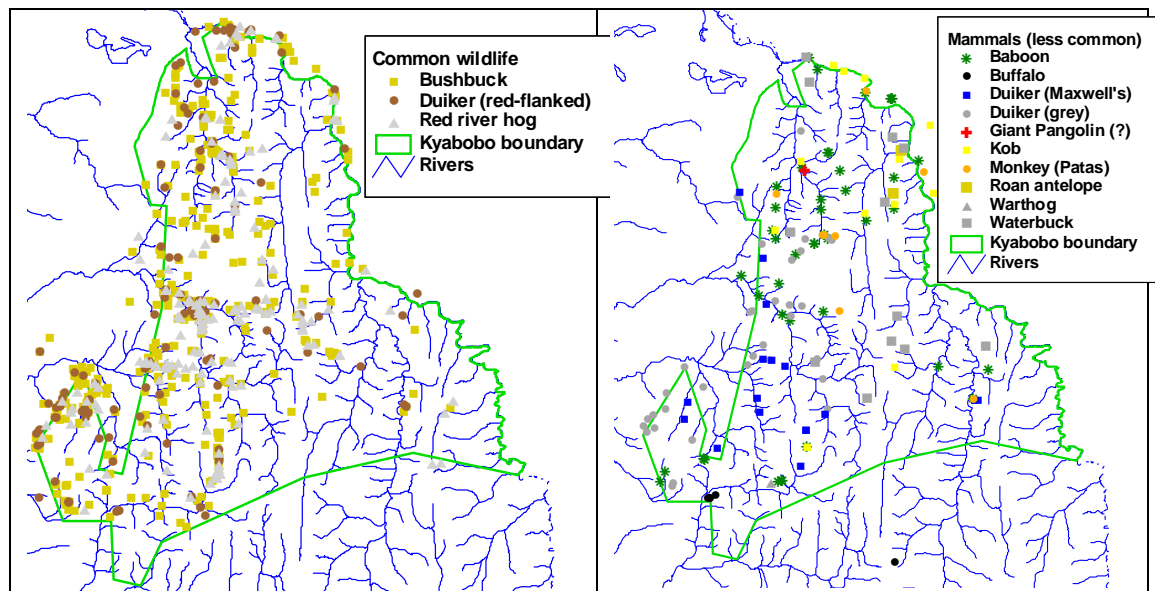 Common wildlife
Bushbuck
Duiker (red-flanked)
Red river hog
Kyabobo boundary
Rivers
Mammals (less common)
Baboon
Buffalo
Duiker (Maxwell's)
Duiker (grey)
Giant Pangolin (?)
Kob
Monkey (Patas)
Roan antelope
Warthog
Waterbuck
Kyabobo boundary
Rivers